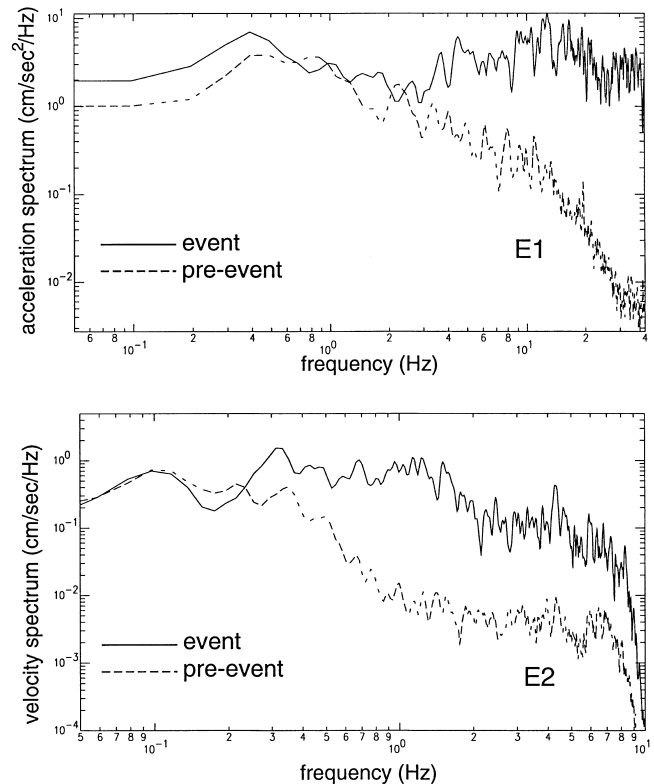 acceleration spectrum (cm/sec²/Hz)
10¹
10⁰
10⁻¹
10⁻²
event
pre-event
E1
6 8 10⁻¹ 2 4 6 8 10⁰ 2 4 6 8 10¹ 2 4
frequency (Hz)
velocity spectrum (cm/sec/Hz)
10⁰
10⁻¹
10⁻²
10⁻³
10⁻⁴
event
pre-event
E2
5 6 7 8 9 10⁻¹ 2 3 4 5 6 7 8 9 10⁰ 2 3 4 5 6 7 8 9 10¹
frequency (Hz)